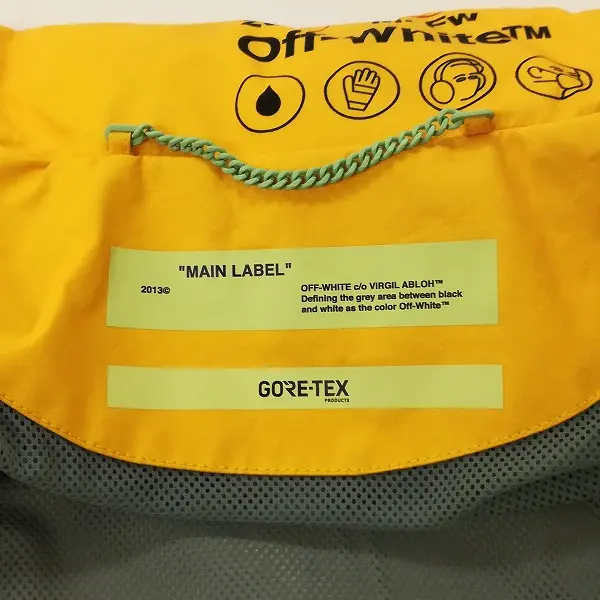 Off-White™
"MAIN LABEL"
2013©
OFF-WHITE c/o VIRGIL ABLOH™
Defining the grey area between black
and white as the color Off-White™
GORE-TEX
PRODUCTS